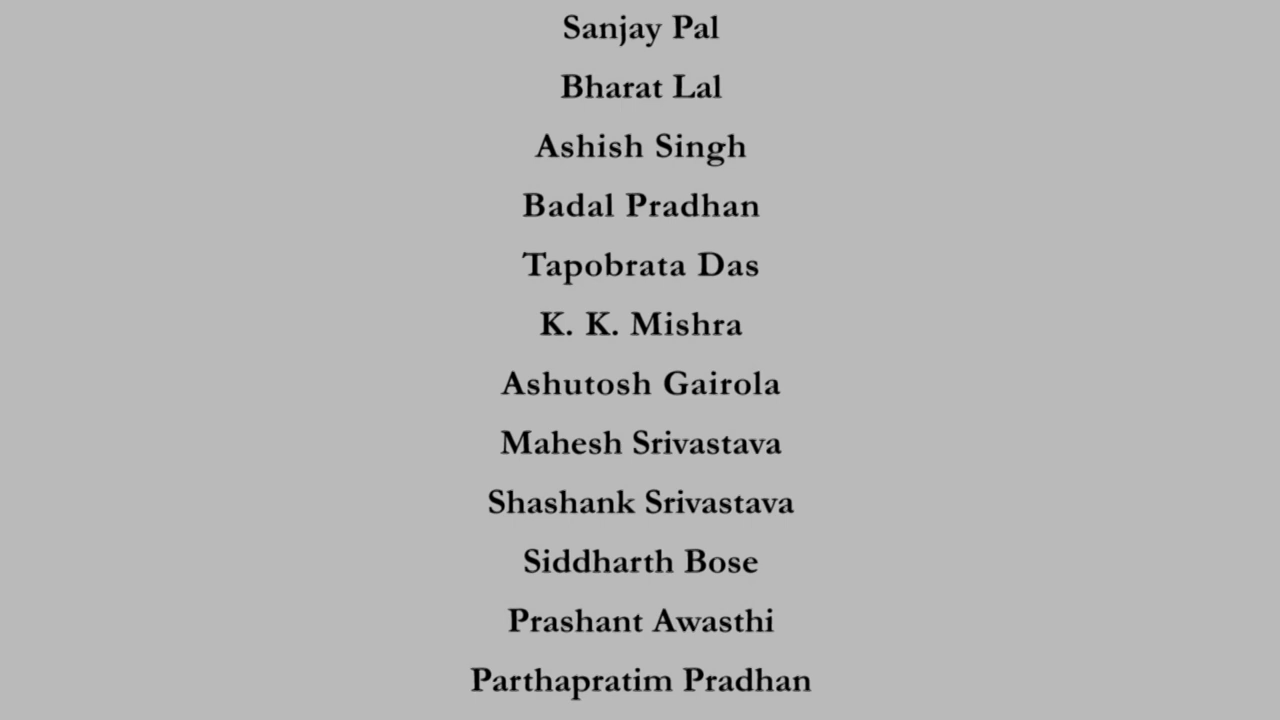 Sanjay Pal
Bharat Lal
Ashish Singh
Badal Pradhan
Tapobrata Das
K. K. Mishra
Ashutosh Gairola
Mahesh Srivastava
Shashank Srivastava
Siddharth Bose
Prashant Awasthi
Parthapratim Pradhan